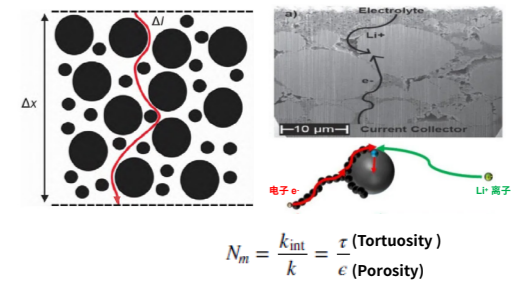 Δl
Δx
a)
Electrolyte
Li+
e-
10 μm
Current Collector
电子 e-
Li⁺ 离子
N_m = k_int / k = τ / ϵ
(Tortuosity )
(Porosity)